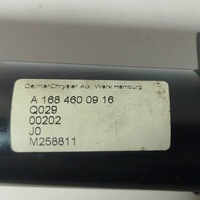 DaimlerChrysler AG Werk Hamburg
A 168 460 09 16
Q029
00202
J0
M258811